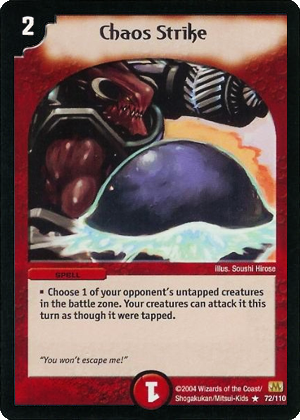 2
Chaos Strike
illus. Soushi Hirose
SPELL
▪ Choose 1 of your opponent's untapped creatures
in the battle zone. Your creatures can attack it this
turn as though it were tapped.
"You won't escape me!"
1
©2004 Wizards of the Coast/
Shogakukan/Mitsui-Kids ★ 72/110